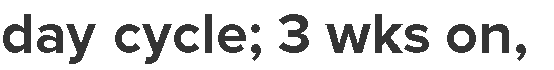 day cycle; 3 wks on,